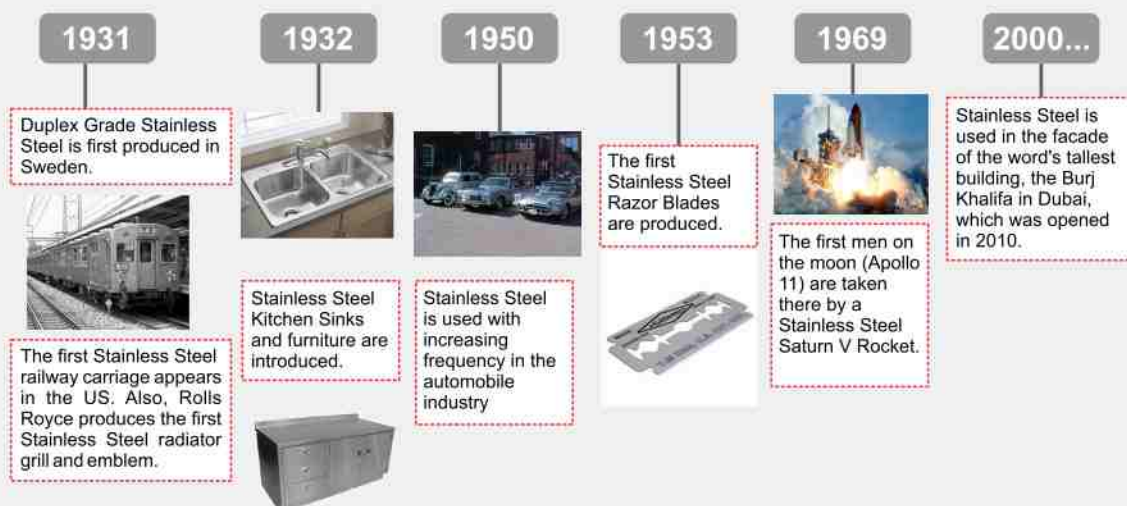 1931
Duplex Grade Stainless
Steel is first produced in
Sweden.
The first Stainless Steel
railway carriage appears
in the US. Also, Rolls
Royce produces the first
Stainless Steel radiator
grill and emblem.
1932
Stainless Steel
Kitchen Sinks
and furniture are
introduced.
1950
Stainless Steel
is used with
increasing
frequency in the
automobile
industry
1953
The first
Stainless Steel
Razor Blades
are produced.
1969
The first men on
the moon (Apollo
11) are taken
there by a
Stainless Steel
Saturn V Rocket.
2000...
Stainless Steel is
used in the facade
of the word's tallest
building, the Burj
Khalifa in Dubai,
which was opened
in 2010.